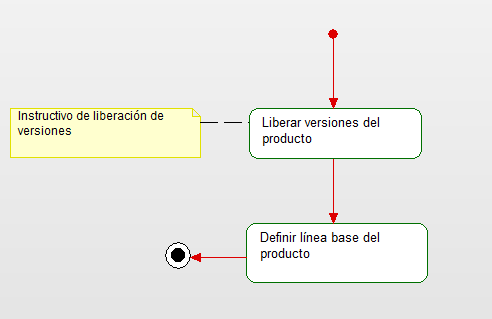 Instructivo de liberación de
versiones
Liberar versiones del
producto
Definir línea base del
producto